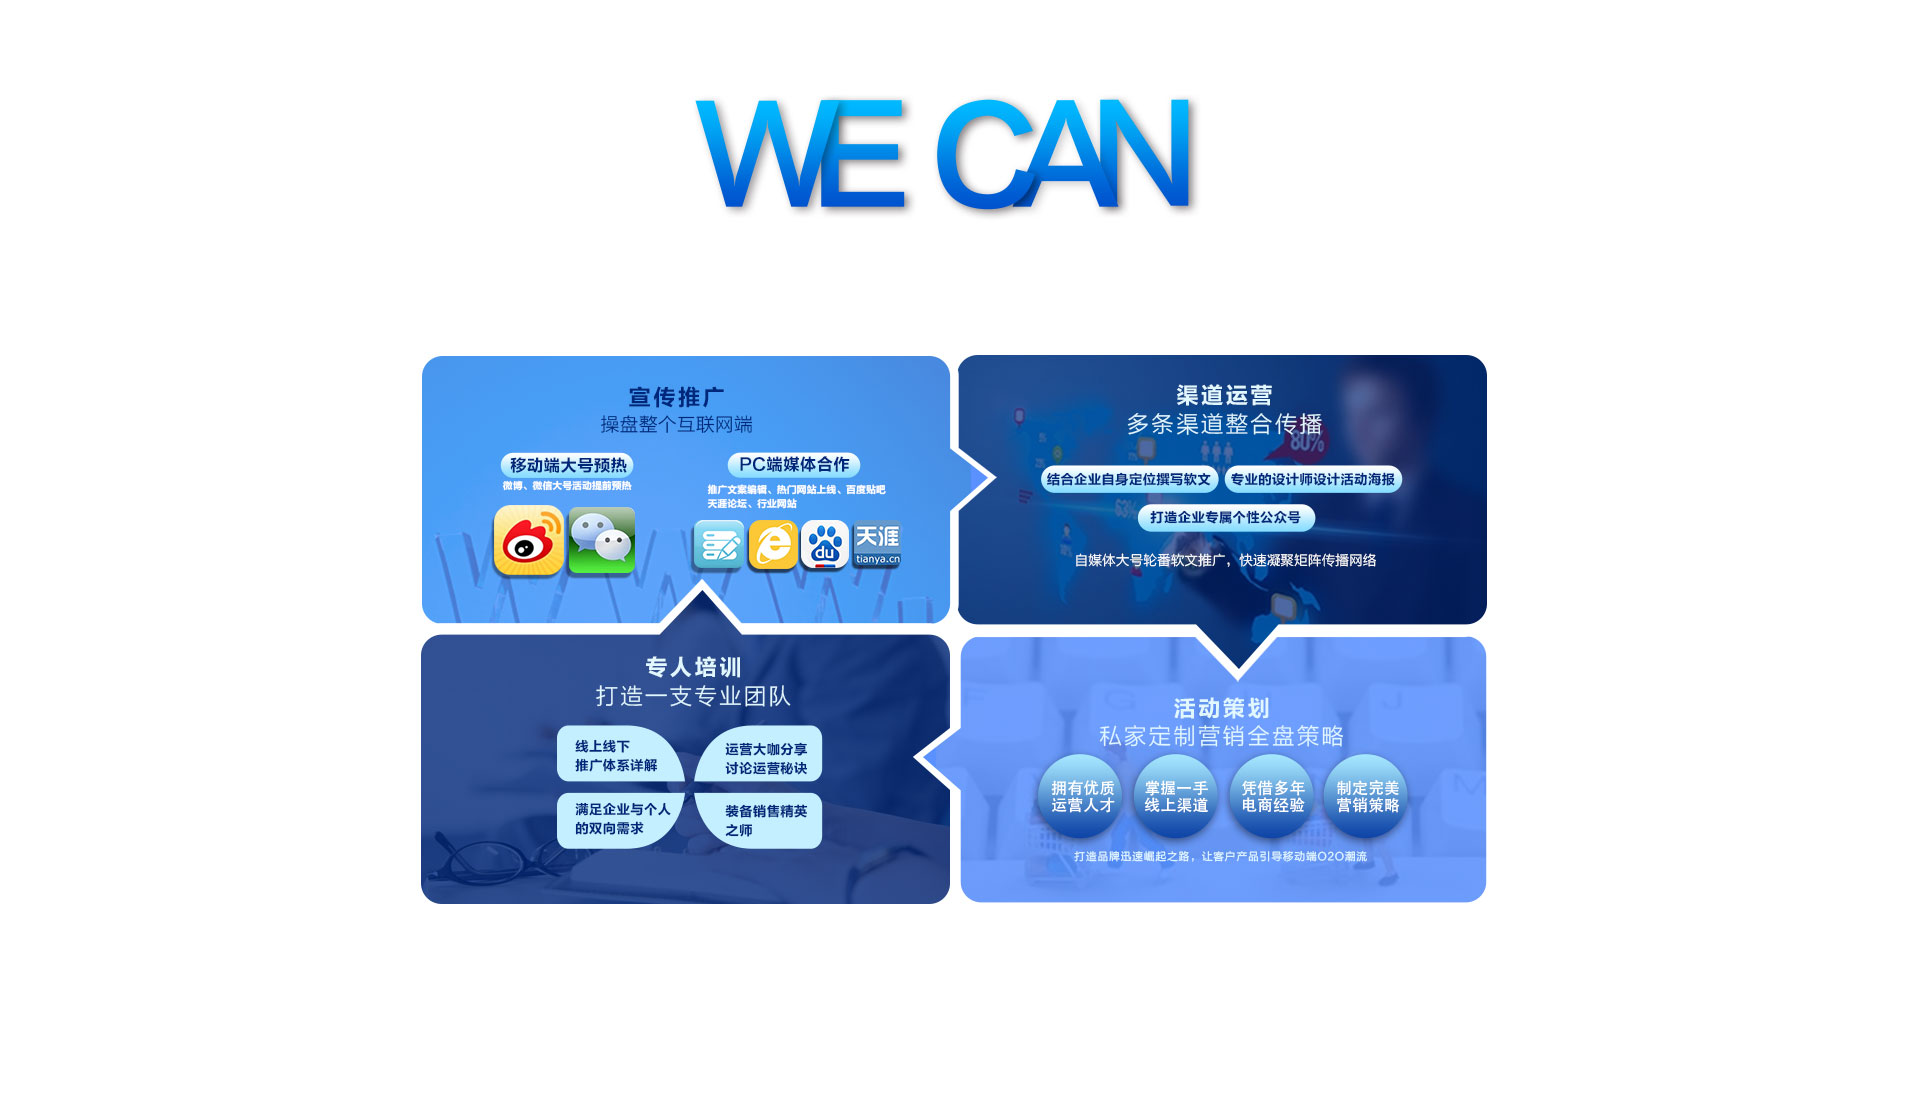 WE CAN
宣传推广
操盘整个互联网端
移动端大号预热
微博、微信大号活动提前预热
PC端媒体合作
推广文案编辑、热门网站上线、百度贴吧
天涯论坛、行业网站
du
天涯
tianya.cn
渠道运营
多条渠道整合传播
80%
63%
结合企业自身定位撰写软文
专业的设计师设计活动海报
打造企业专属个性公众号
自媒体大号轮番软文推广，快速凝聚矩阵传播网络
专人培训
打造一支专业团队
线上线下
推广体系详解
运营大咖分享
讨论运营秘诀
满足企业与个人
的双向需求
装备销售精英
之师
活动策划
私家定制营销全盘策略
F
G
J
M
拥有优质
运营人才
掌握一手
线上渠道
凭借多年
电商经验
制定完美
营销策略
打造品牌迅速崛起之路，让客户产品引导移动端O2O潮流